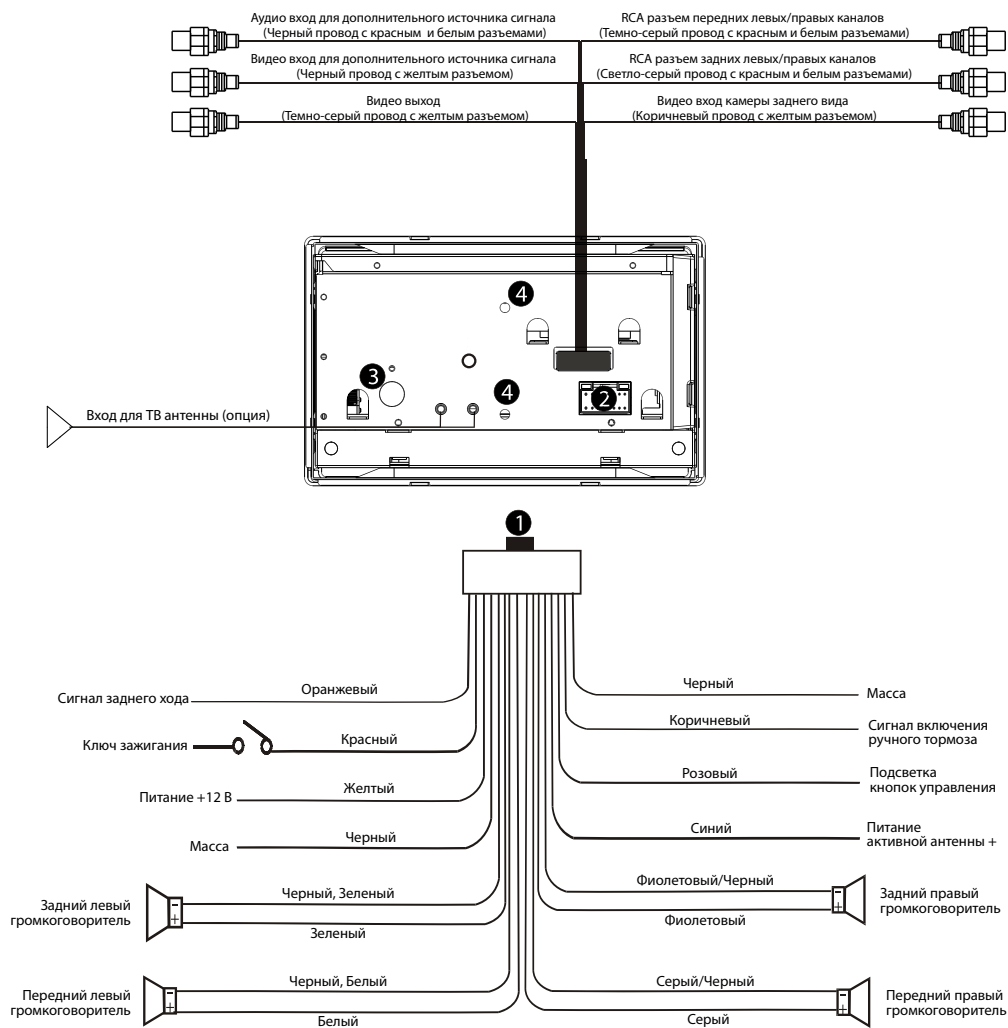 Аудио вход для дополнительного источника сигнала
(Черный провод с красным и белым разъемами)
RCA разъем передних левых/правых каналов
(Темно-серый провод с красным и белым разъемами)
Видео вход для дополнительного источника сигнала
(Черный провод с желтым разъемом)
RCA разъем задних левых/правых каналов
(Светло-серый провод с красным и белым разъемами)
Видео выход
(Темно-серый провод с желтым разъемом)
Видео вход камеры заднего вида
(Коричневый провод с желтым разъемом)
4
3
4
2
Вход для ТВ антенны (опция)
1
Сигнал заднего хода
Оранжевый
Черный
Масса
Ключ зажигания
Красный
Коричневый
Сигнал включения
ручного тормоза
Питание +12 В
Желтый
Розовый
Подсветка
кнопок управления
Масса
Черный
Синий
Питание
активной антенны +
Задний левый
громкоговоритель
- +
Черный, Зеленый
Зеленый
Фиолетовый/Черный
Фиолетовый
- +
Задний правый
громкоговоритель
Передний левый
громкоговоритель
- +
Черный, Белый
Белый
Серый/Черный
Серый
- +
Передний правый
громкоговоритель